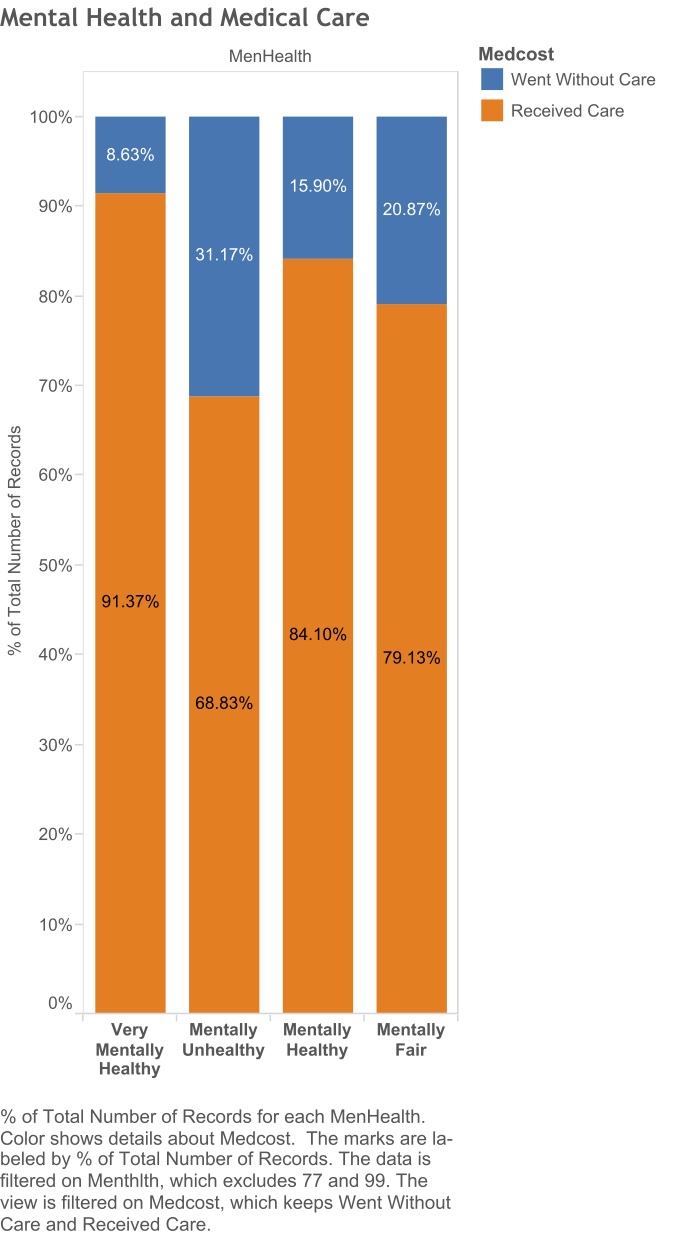 Mental Health and Medical Care
MenHealth
Medcost
Went Without Care
Received Care
% of Total Number of Records
100%
90%
80%
70%
60%
50%
40%
30%
20%
10%
0%
8.63%
31.17%
15.90%
20.87%
91.37%
68.83%
84.10%
79.13%
Very
Mentally
Healthy
Mentally
Unhealthy
Mentally
Healthy
Mentally
Fair
% of Total Number of Records for each MenHealth.
Color shows details about Medcost.  The marks are la-
beled by % of Total Number of Records. The data is
filtered on Menthlth, which excludes 77 and 99. The
view is filtered on Medcost, which keeps Went Without
Care and Received Care.